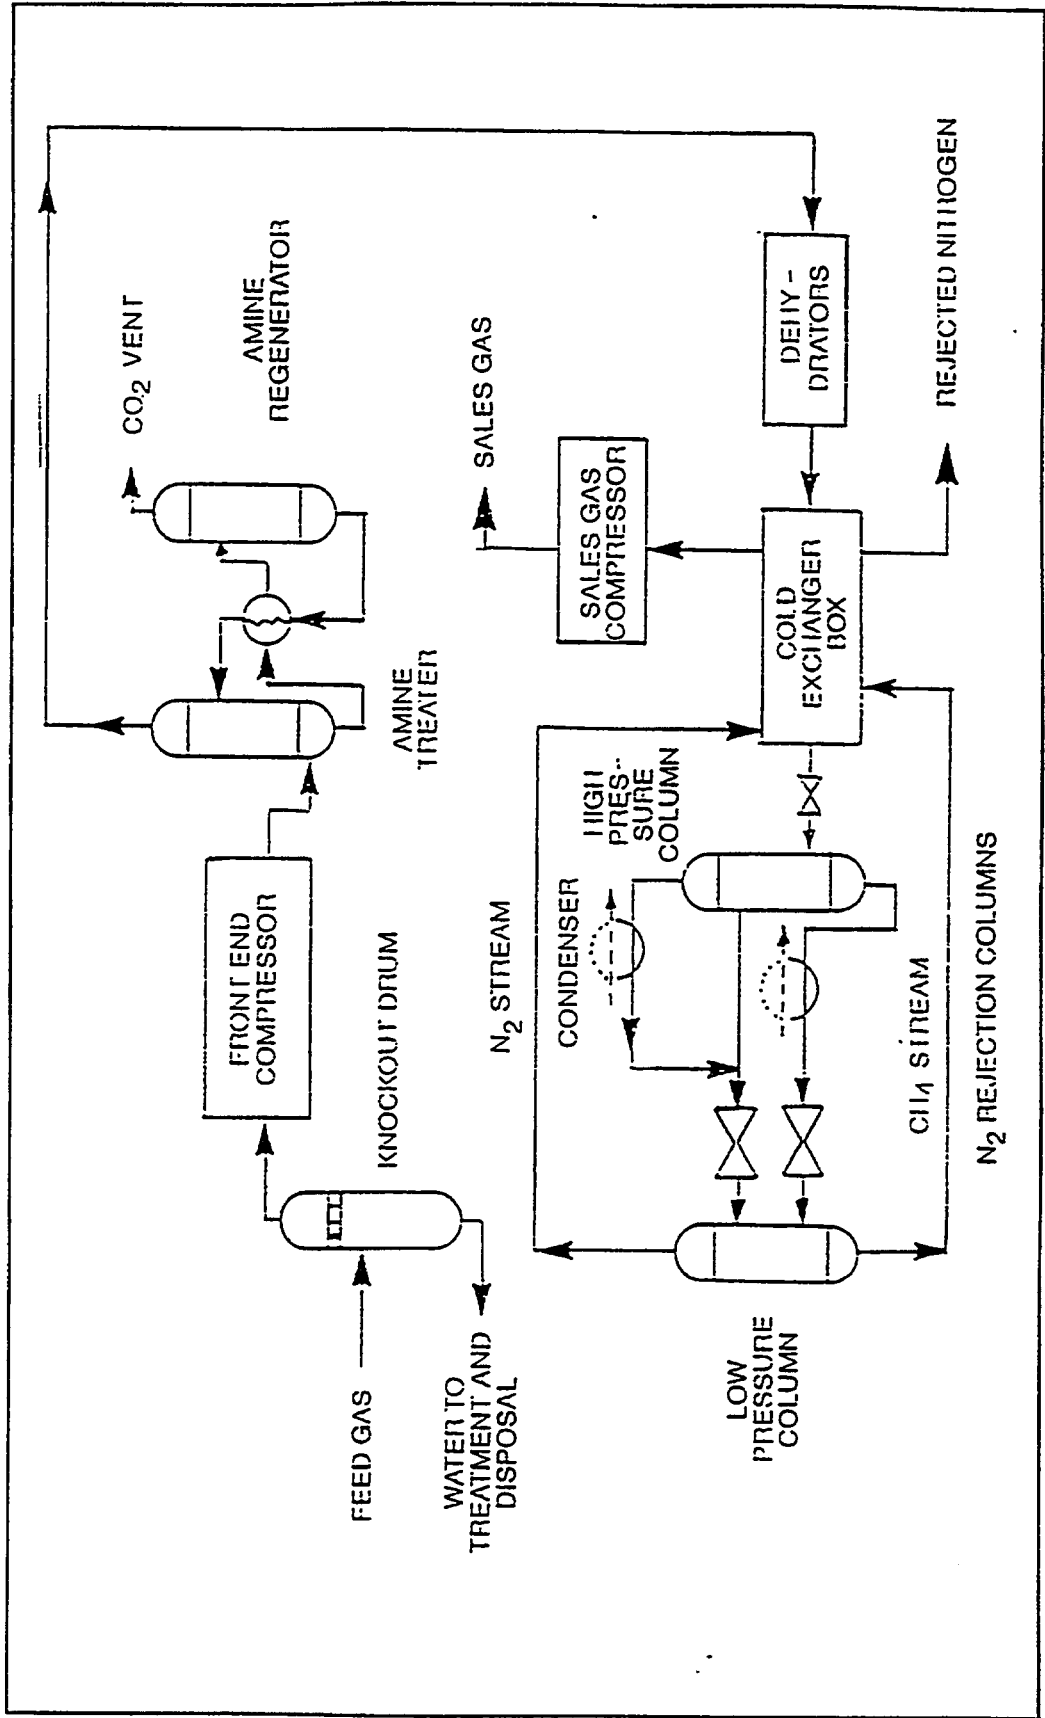 FEED GAS
WATER TO
TREATMENT AND
DISPOSAL
KNOCKOUT DRUM
FRONT END
COMPRESSOR
AMINE
TREATER
CO2 VENT
AMINE
REGENERATOR
SALES GAS
SALES GAS
COMPRESSOR
DEHY-
DRATORS
COLD
EXCHANGER
BOX
REJECTED NITROGEN
HIGH
PRES-
SURE
COLUMN
N2 STREAM
CONDENSER
LOW
PRESSURE
COLUMN
CH4 STREAM
N2 REJECTION COLUMNS